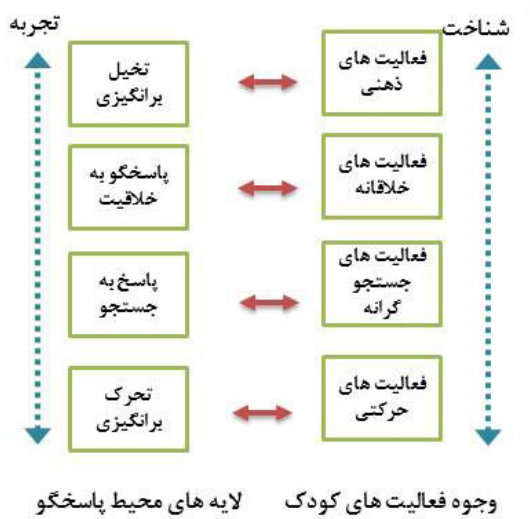 شناخت
تجربه
فعالیت های
ذهنی
تخیل
برانگیزی
فعالیت های
خلاقانه
پاسخگو به
خلاقیت
فعالیت های
جستجو
گرانه
پاسخ به
جستجو
فعالیت های
حرکتی
تحرک
برانگیزی
وجوه فعالیت های کودک
لایه های محیط پاسخگو